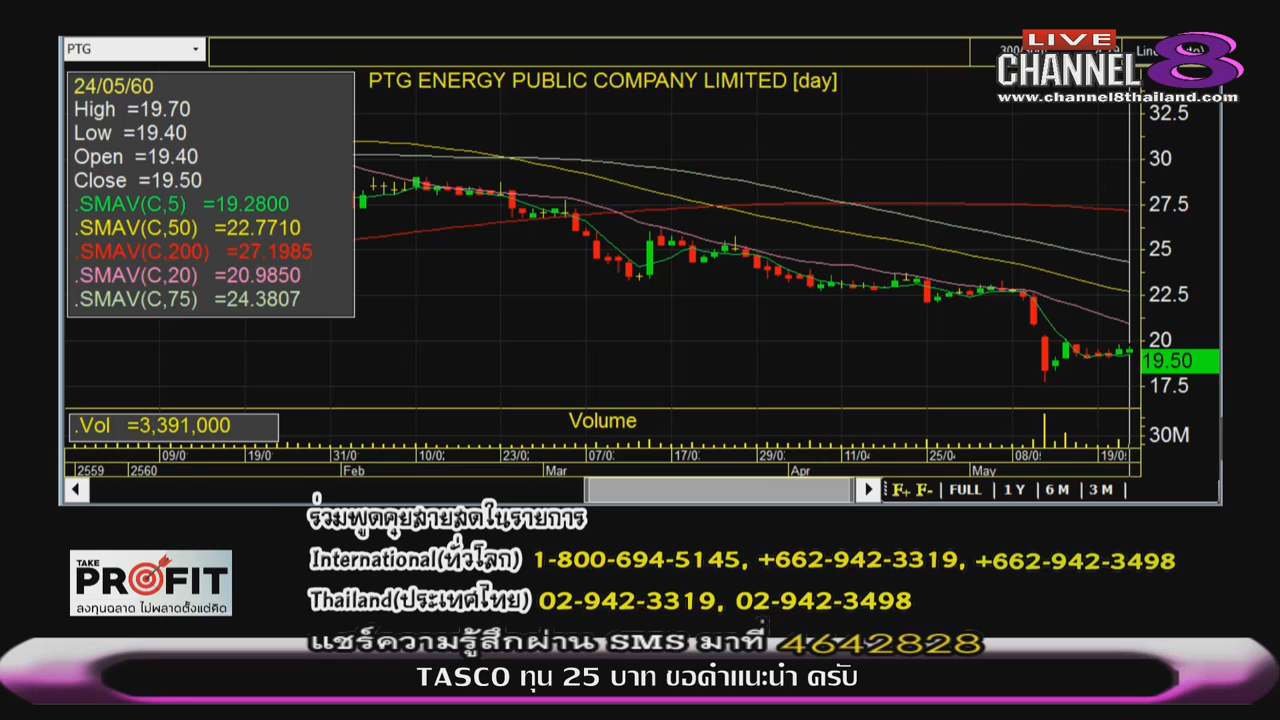 PTG
LIVE
CHANNEL 8
www.channel8thailand.com
PTG ENERGY PUBLIC COMPANY LIMITED [day]
24/05/60
High =19.70
Low =19.40
Open =19.40
Close =19.50
.SMAV(C,5) =19.2800
.SMAV(C,50) =22.7710
.SMAV(C,200) =27.1985
.SMAV(C,20) =20.9850
.SMAV(C,75) =24.3807
32.5
30
27.5
25
22.5
20
19.50
17.5
.Vol =3,391,000
Volume
30M
09/0 19/0 31/0 10/0 23/0 07/0 17/0 29/0 11/0 25/0 08/0 19/0
2559 2560 Feb Mar Apr May
F+ F- FULL 1 Y 6 M 3 M
ร่วมพูดคุยสายสดในรายการ
International(ทั่วโลก) 1-800-694-5145, +662-942-3319, +662-942-3498
TAKE
PROFIT
ลงทุนฉลาด ไม่พลาดตั้งแต่คิด
Thailand(ประเทศไทย) 02-942-3319, 02-942-3498
แชร์ความรู้สึกผ่าน SMS มาที่ 4642828
TASCO ทุน 25 บาท ขอคำแนะนำ ครับ